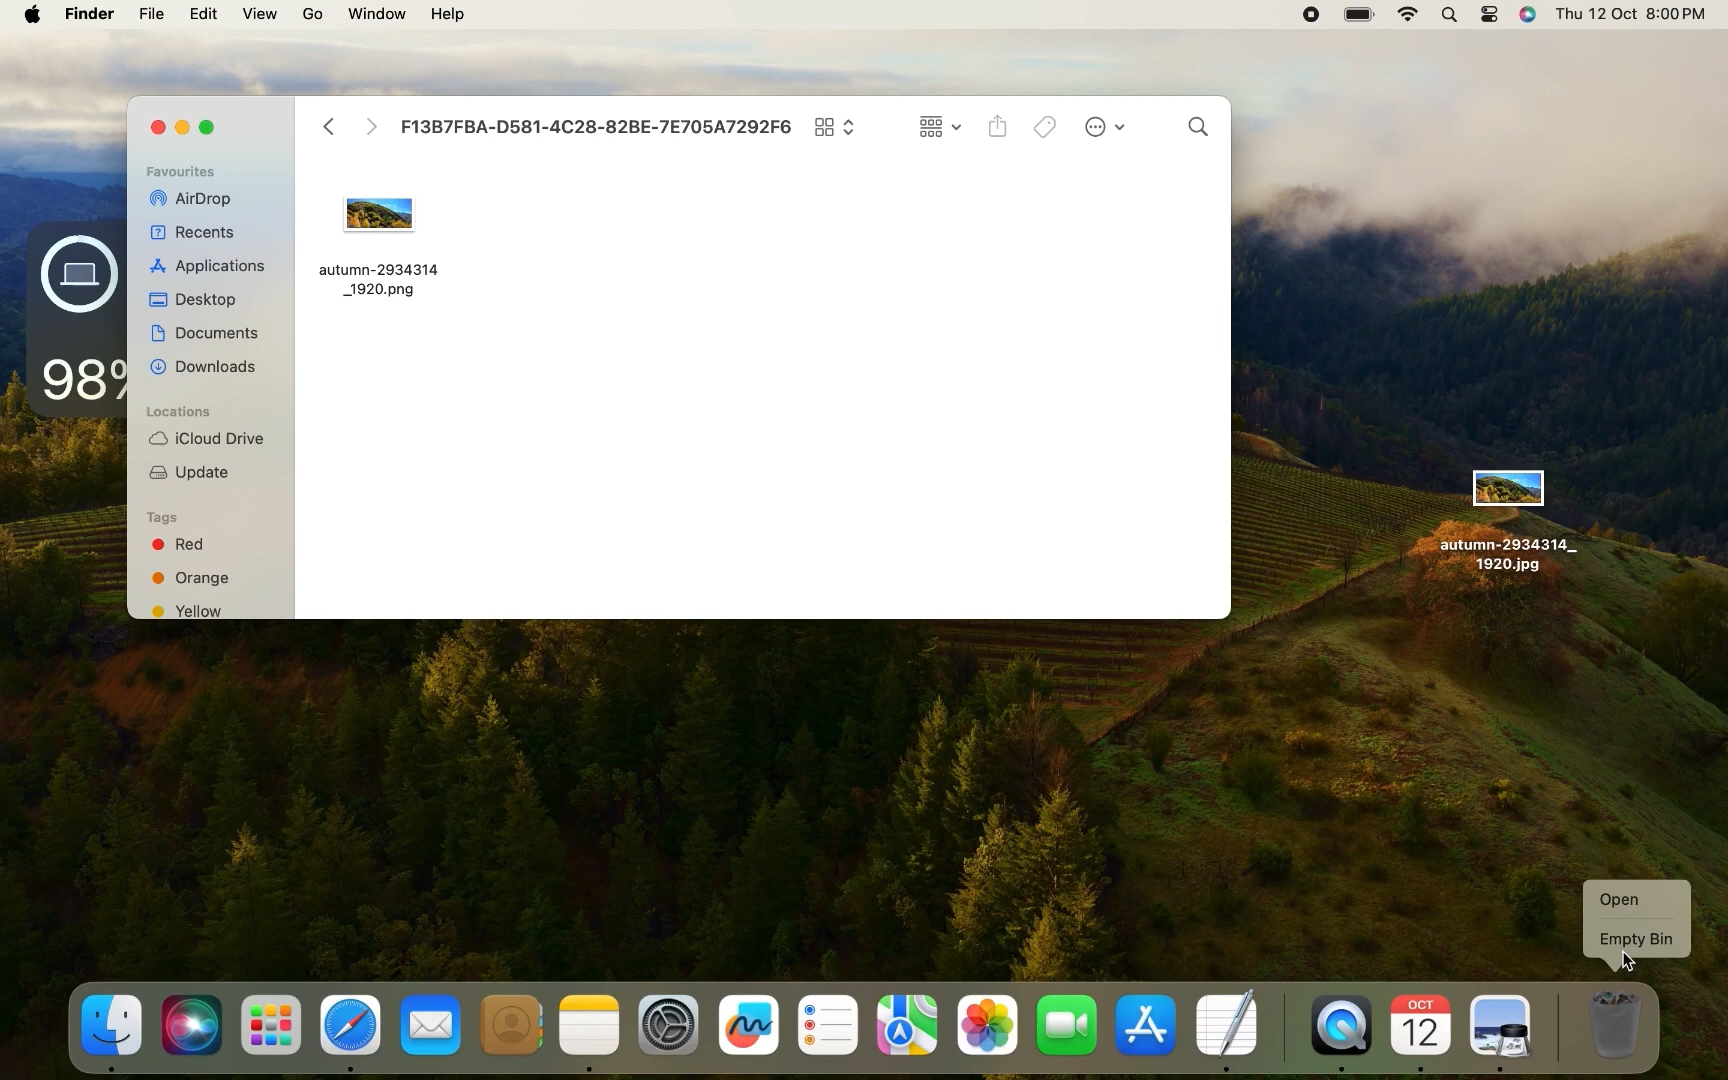 Finder File Edit View Go Window Help
Thu 12 Oct 8:00 PM
F13B7FBA-D581-4C28-82BE-7E705A7292F6
Favourites
AirDrop
Recents
Applications
Desktop
Documents
Downloads
Locations
iCloud Drive
Update
Tags
Red
Orange
Yellow
autumn-2934314
_1920.png
98%
autumn-2934314_
1920.jpg
Open
Empty Bin
OCT
12